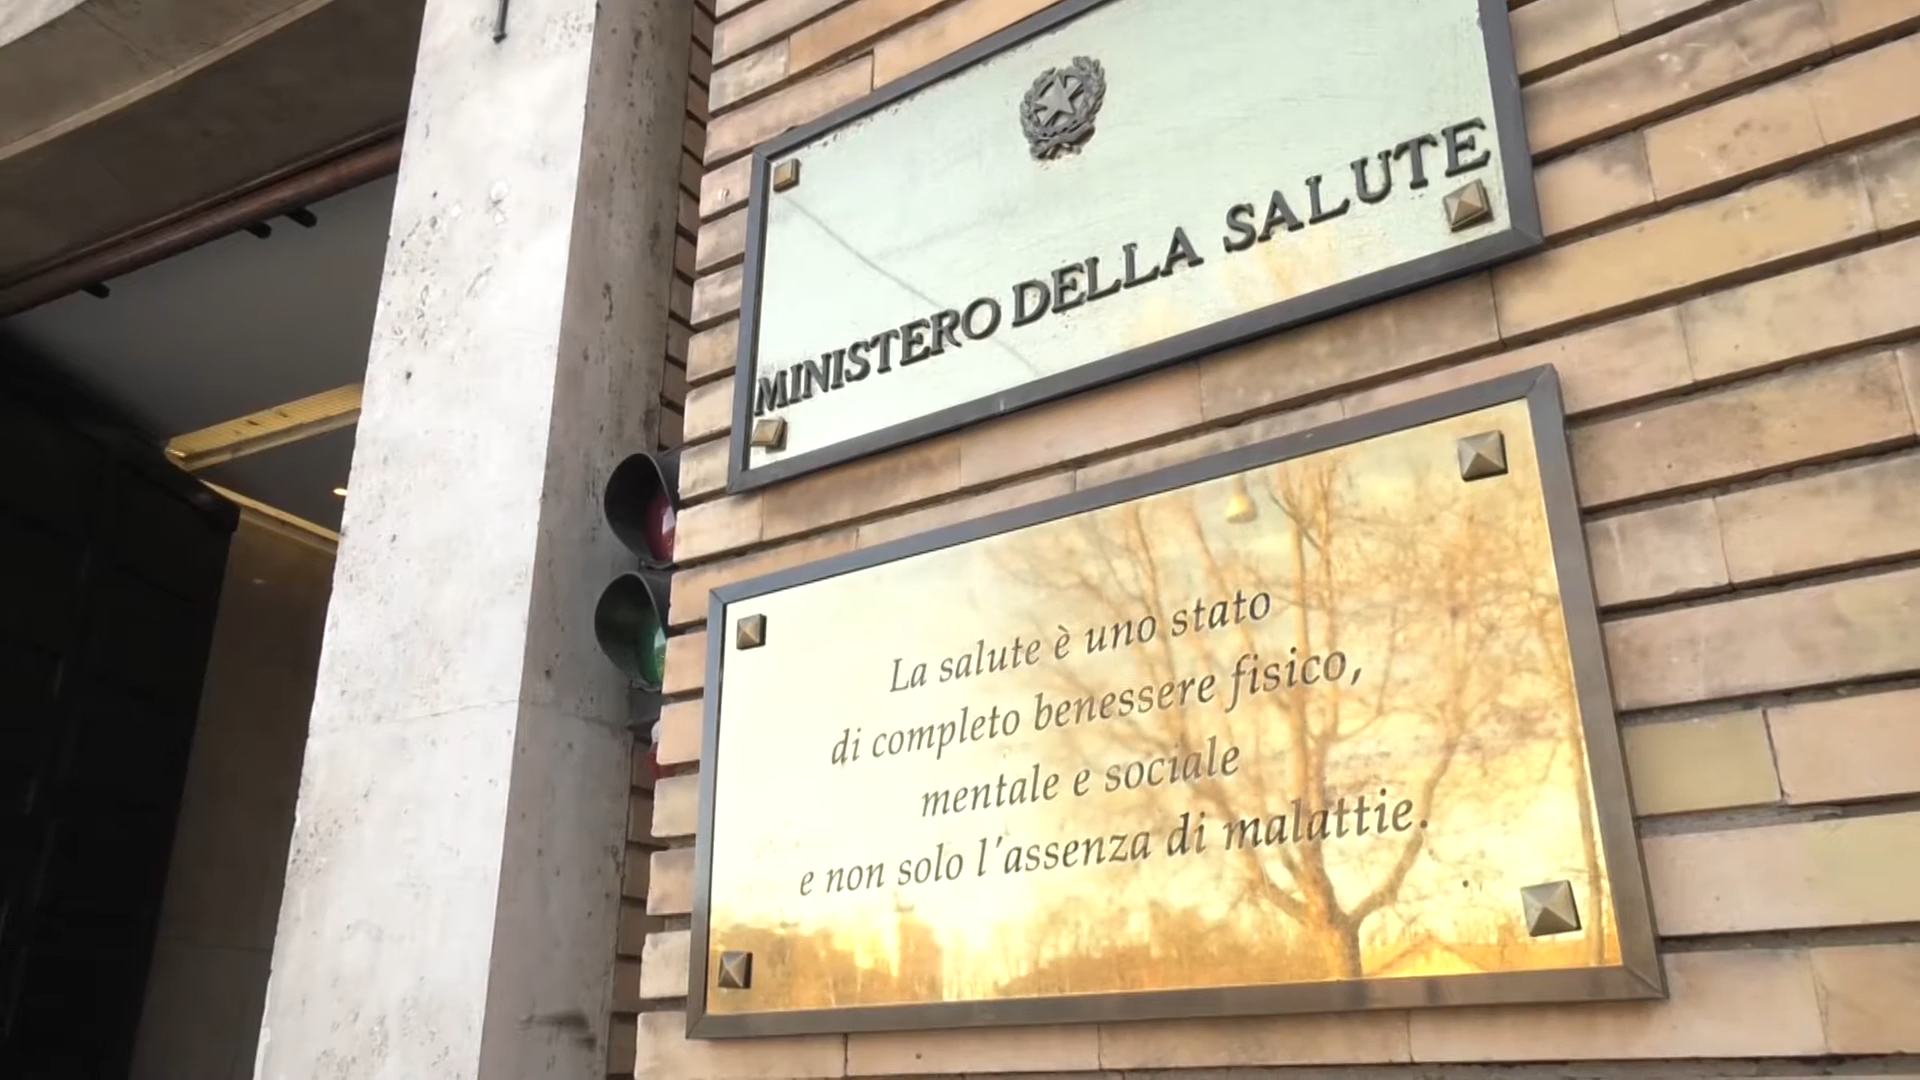 MINISTERO DELLA SALUTE
La salute è uno stato
di completo benessere fisico,
mentale e sociale
e non solo l'assenza di malattie.